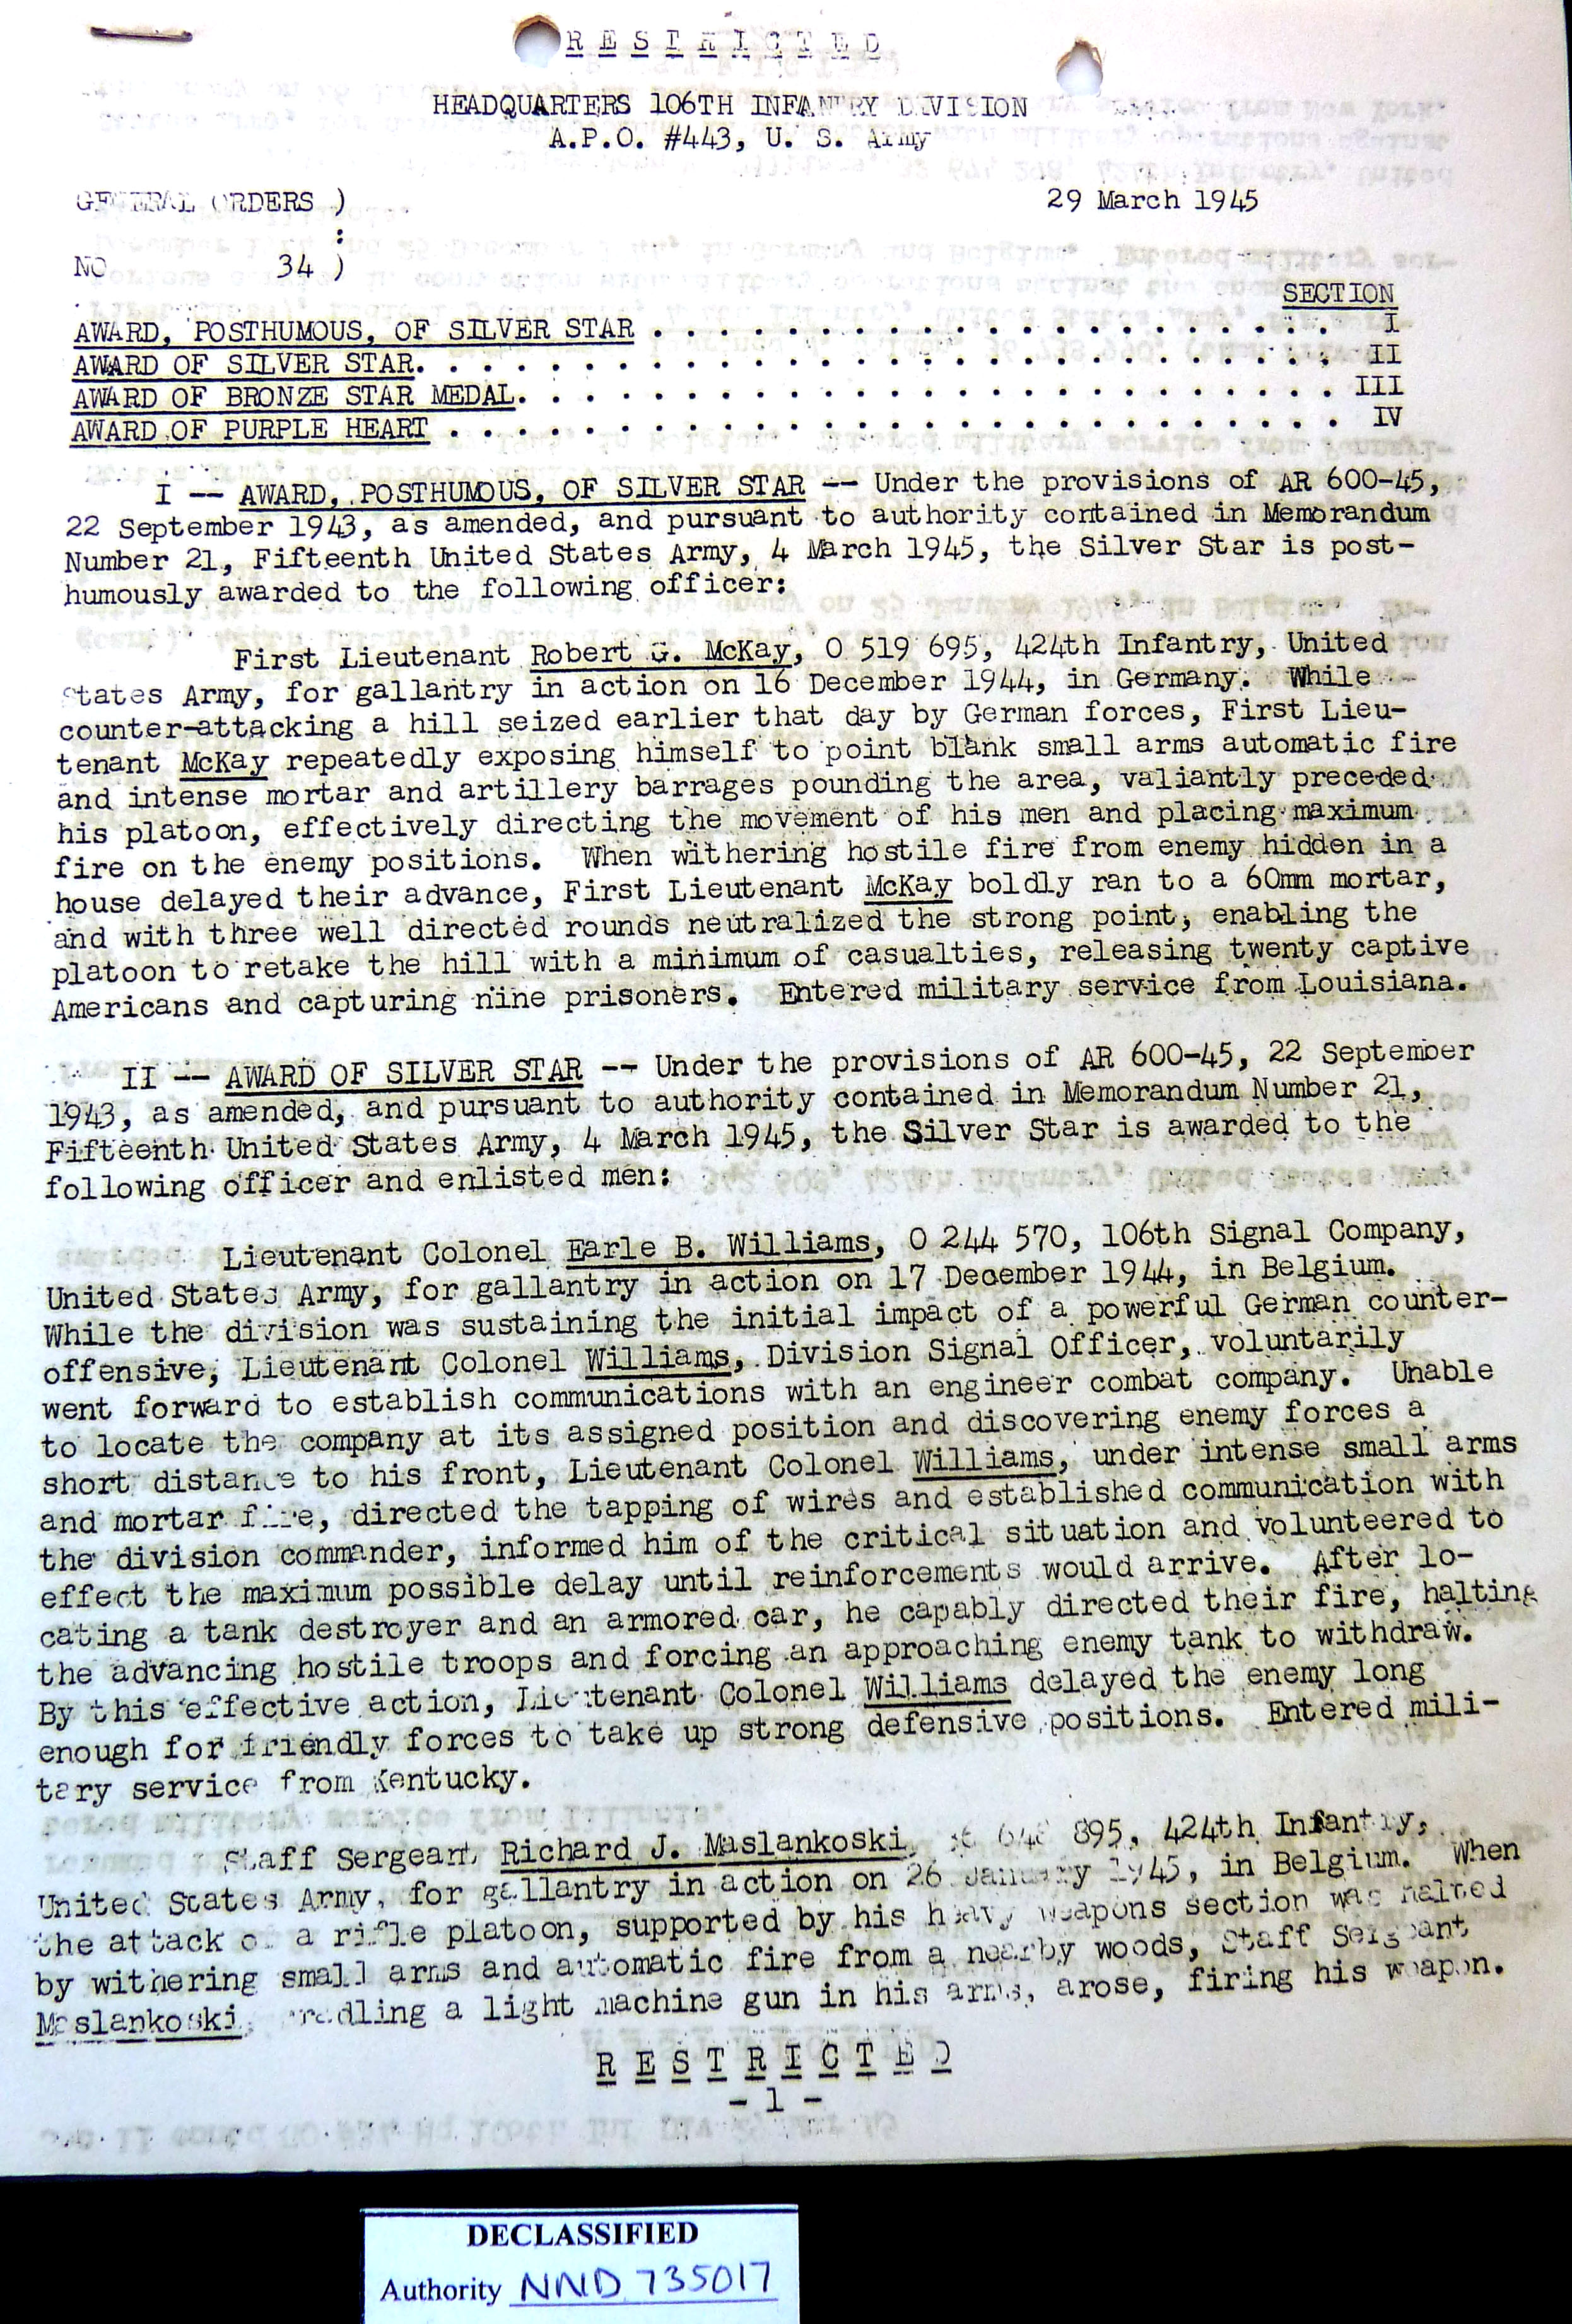 R E S T R I C T E D
HEADQUARTERS 106TH INFANTRY DIVISION
A.P.O. #443, U. S. Army
GENERAL ORDERS )
:
NO 34 )
29 March 1945
SECTION
AWARD, POSTHUMOUS, OF SILVER STAR . . . . . . . . . . . . . . . . . . . . I
AWARD OF SILVER STAR. . . . . . . . . . . . . . . . . . . . . . . . . . . II
AWARD OF BRONZE STAR MEDAL. . . . . . . . . . . . . . . . . . . . . . . . III
AWARD OF PURPLE HEART . . . . . . . . . . . . . . . . . . . . . . . . . . IV
I -- AWARD, POSTHUMOUS, OF SILVER STAR -- Under the provisions of AR 600-45,
22 September 1943, as amended, and pursuant to authority contained in Memorandum
Number 21, Fifteenth United States Army, 4 March 1945, the Silver Star is post-
humously awarded to the following officer:
First Lieutenant Robert G. McKay, O 519 695, 424th Infantry, United
States Army, for gallantry in action on 16 December 1944, in Germany. While
counter-attacking a hill seized earlier that day by German forces, First Lieu-
tenant McKay repeatedly exposing himself to point blank small arms automatic fire
and intense mortar and artillery barrages pounding the area, valiantly preceded
his platoon, effectively directing the movement of his men and placing maximum
fire on the enemy positions. When withering hostile fire from enemy hidden in a
house delayed their advance, First Lieutenant McKay boldly ran to a 60mm mortar,
and with three well directed rounds neutralized the strong point, enabling the
platoon to retake the hill with a minimum of casualties, releasing twenty captive
Americans and capturing nine prisoners. Entered military service from Louisiana.
II -- AWARD OF SILVER STAR -- Under the provisions of AR 600-45, 22 September
1943, as amended, and pursuant to authority contained in Memorandum Number 21,
Fifteenth United States Army, 4 March 1945, the Silver Star is awarded to the
following officer and enlisted men:
Lieutenant Colonel Earle B. Williams, O 244 570, 106th Signal Company,
United States Army, for gallantry in action on 17 December 1944, in Belgium.
While the division was sustaining the initial impact of a powerful German counter-
offensive, Lieutenant Colonel Williams, Division Signal Officer, voluntarily
went forward to establish communications with an engineer combat company. Unable
to locate the company at its assigned position and discovering enemy forces a
short distance to his front, Lieutenant Colonel Williams, under intense small arms
and mortar fire, directed the tapping of wires and established communication with
the division commander, informed him of the critical situation and volunteered to
effect the maximum possible delay until reinforcements would arrive. After lo-
cating a tank destroyer and an armored car, he capably directed their fire, halting
the advancing hostile troops and forcing an approaching enemy tank to withdraw.
By this effective action, Lieutenant Colonel Williams delayed the enemy long
enough for friendly forces to take up strong defensive positions. Entered mili-
tary service from Kentucky.
Staff Sergeant Richard J. Maslankoski, 895, 424th Infantry,
United States Army, for gallantry in action on 26 January 1945, in Belgium. When
the attack of a rifle platoon, supported by his heavy weapons section was halted
by withering small arms and automatic fire from a nearby woods, Staff Sergeant
Maslankoski, cradling a light machine gun in his arms, arose, firing his weapon.
R E S T R I C T E D
- 1 -
DECLASSIFIED
Authority NND 735017